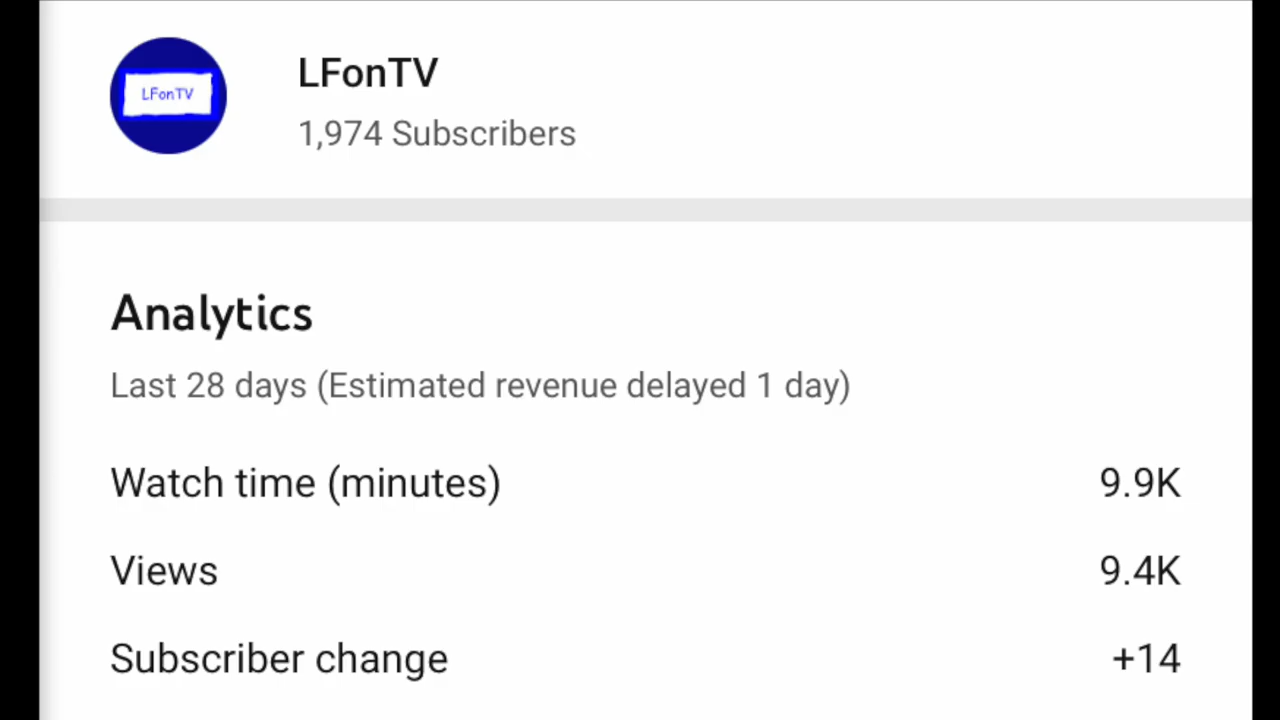 LFonTV
LFonTV
1,974 Subscribers
Analytics
Last 28 days (Estimated revenue delayed 1 day)
Watch time (minutes) 9.9K
Views 9.4K
Subscriber change +14